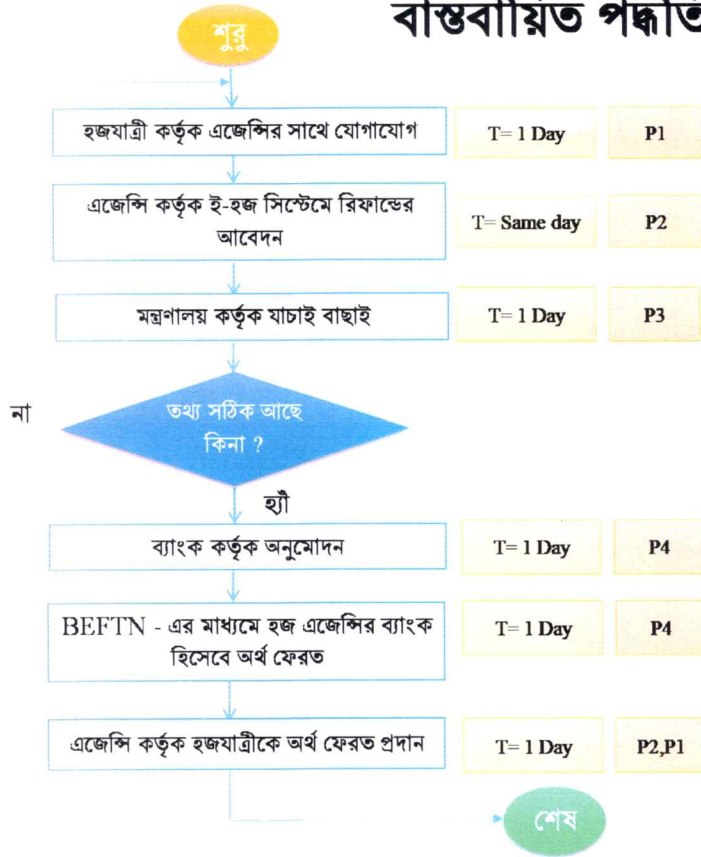 বাস্তবায়িত পদ্ধতি
শুরু
হজযাত্রী কর্তৃক এজেন্সির সাথে যোগাযোগ
T= 1 Day
P1
এজেন্সি কর্তৃক ই-হজ সিস্টেমে রিফান্ডের
আবেদন
T= Same day
P2
মন্ত্রণালয় কর্তৃক যাচাই বাছাই
T= 1 Day
P3
না
তথ্য সঠিক আছে
কিনা ?
হ্যাঁ
ব্যাংক কর্তৃক অনুমোদন
T= 1 Day
P4
BEFTN - এর মাধ্যমে হজ এজেন্সির ব্যাংক
হিসেবে অর্থ ফেরত
T= 1 Day
P4
এজেন্সি কর্তৃক হজযাত্রীকে অর্থ ফেরত প্রদান
T= 1 Day
P2,P1
শেষ